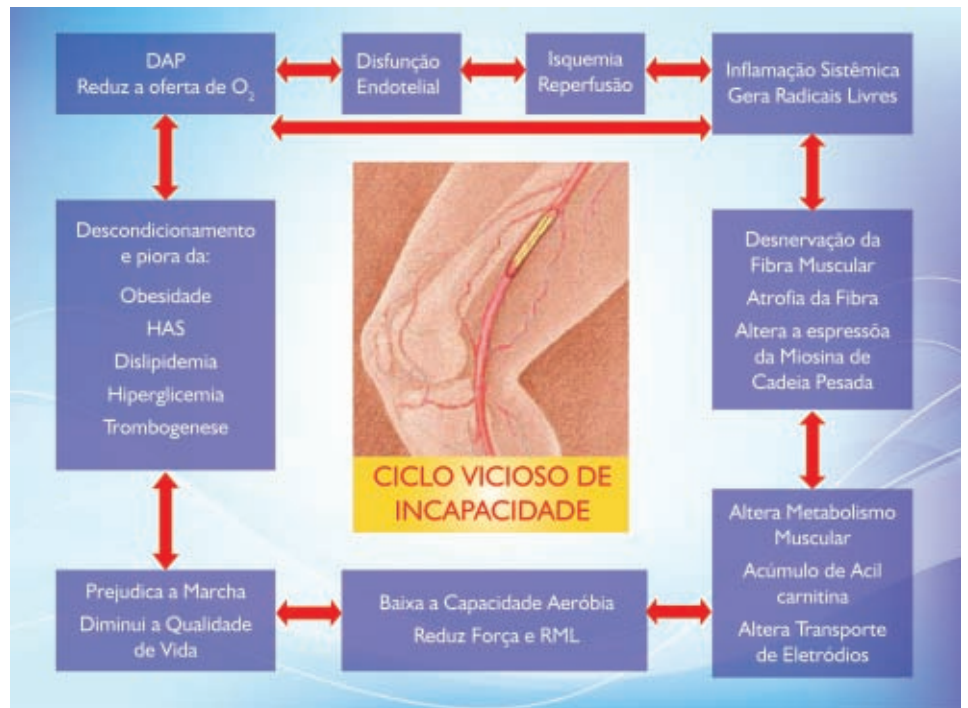 DAP
Reduz a oferta de O₂
Disfunção
Endotelial
Isquemia
Reperfusão
Inflamação Sistêmica
Gera Radicais Livres
Descondicionamento
e piora da:
Obesidade
HAS
Dislipidemia
Hiperglicemia
Trombogenese
Desnervação da
Fibra Muscular
Atrofia da Fibra
Altera a espressõa
da Miosina de
Cadeia Pesada
CICLO VICIOSO DE
INCAPACIDADE
Prejudica a Marcha
Diminui a Qualidade
de Vida
Baixa a Capacidade Aeróbia
Reduz Força e RML
Altera Metabolismo
Muscular
Acúmulo de Acil
carnitina
Altera Transporte
de Eletródios